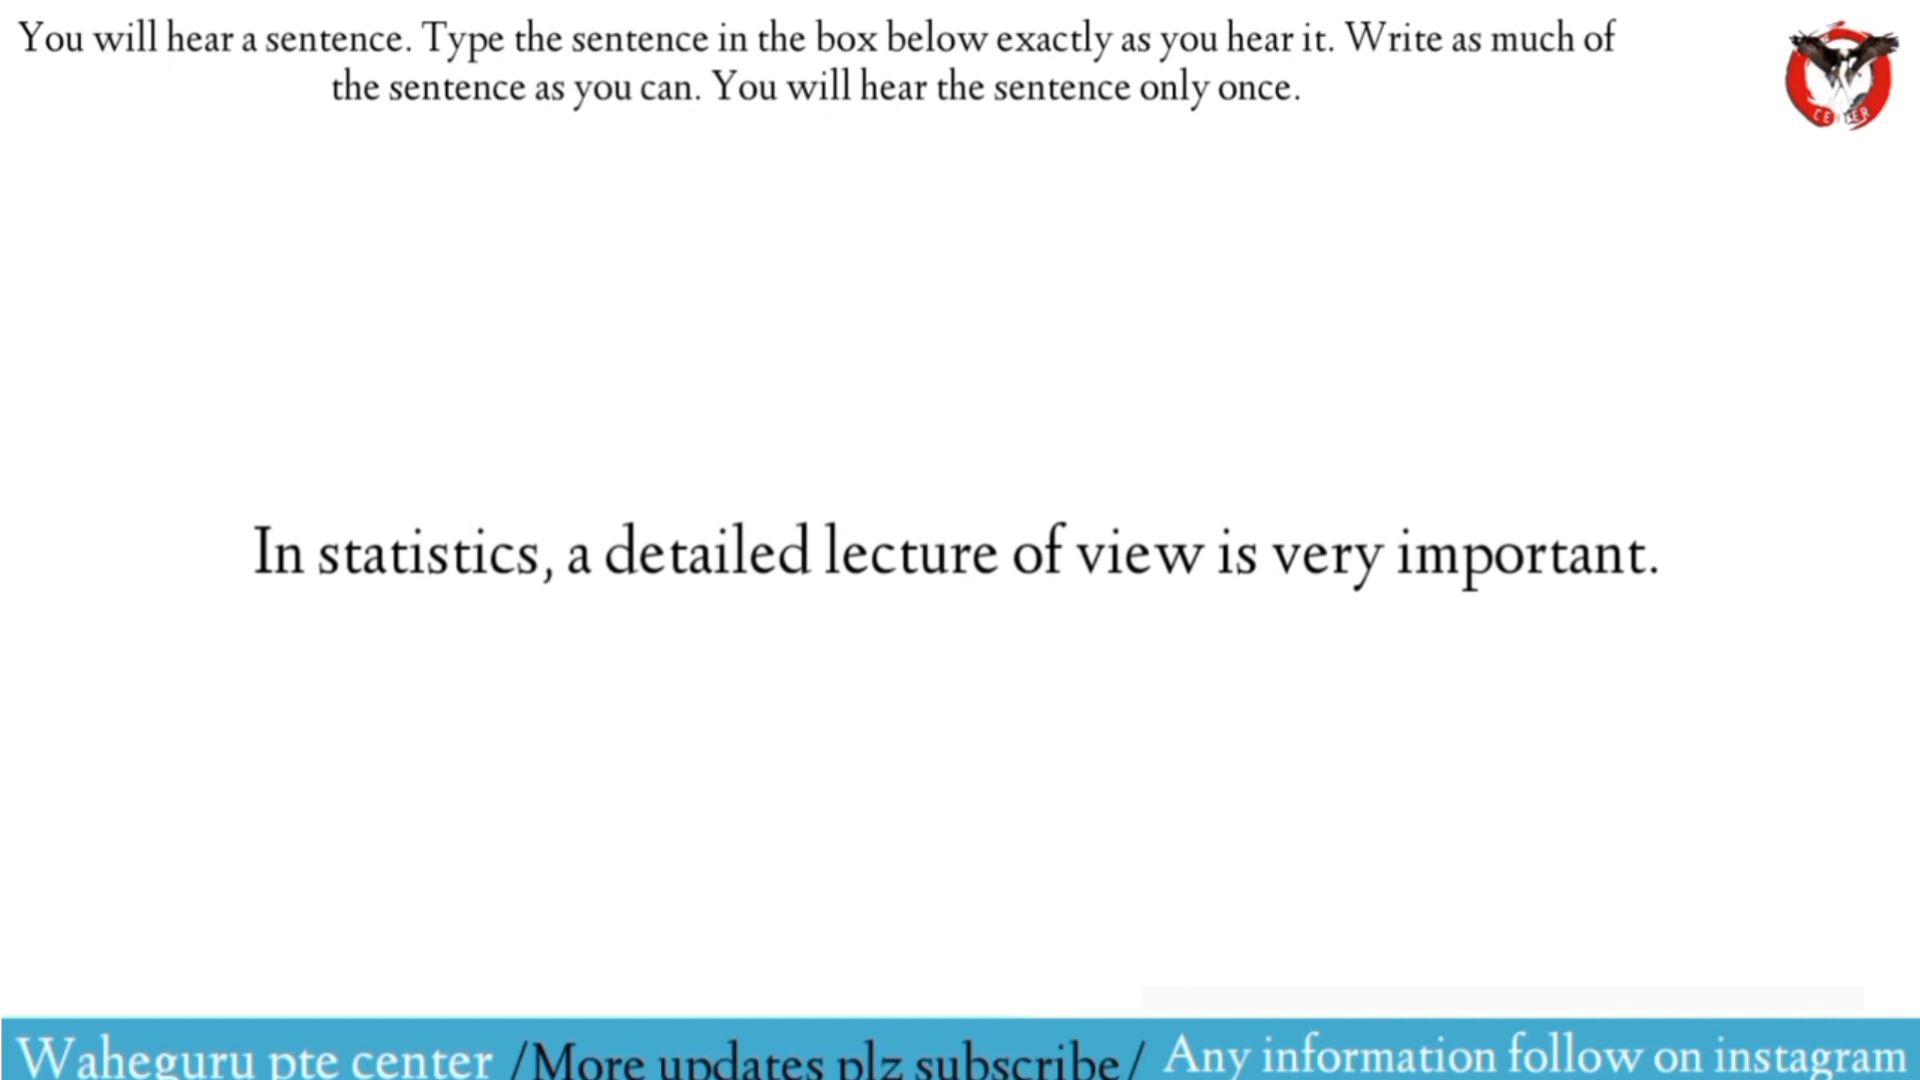 You will hear a sentence. Type the sentence in the box below exactly as you hear it. Write as much of
the sentence as you can. You will hear the sentence only once.
CENTER
In statistics, a detailed lecture of view is very important.
Waheguru pte center /More updates plz subscribe/ Any information follow on instagram